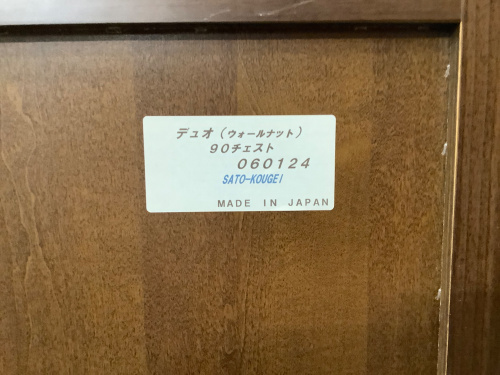 デュオ(ウォールナット)
90チェスト
060124
SATO-KOUGEI
MADE IN JAPAN